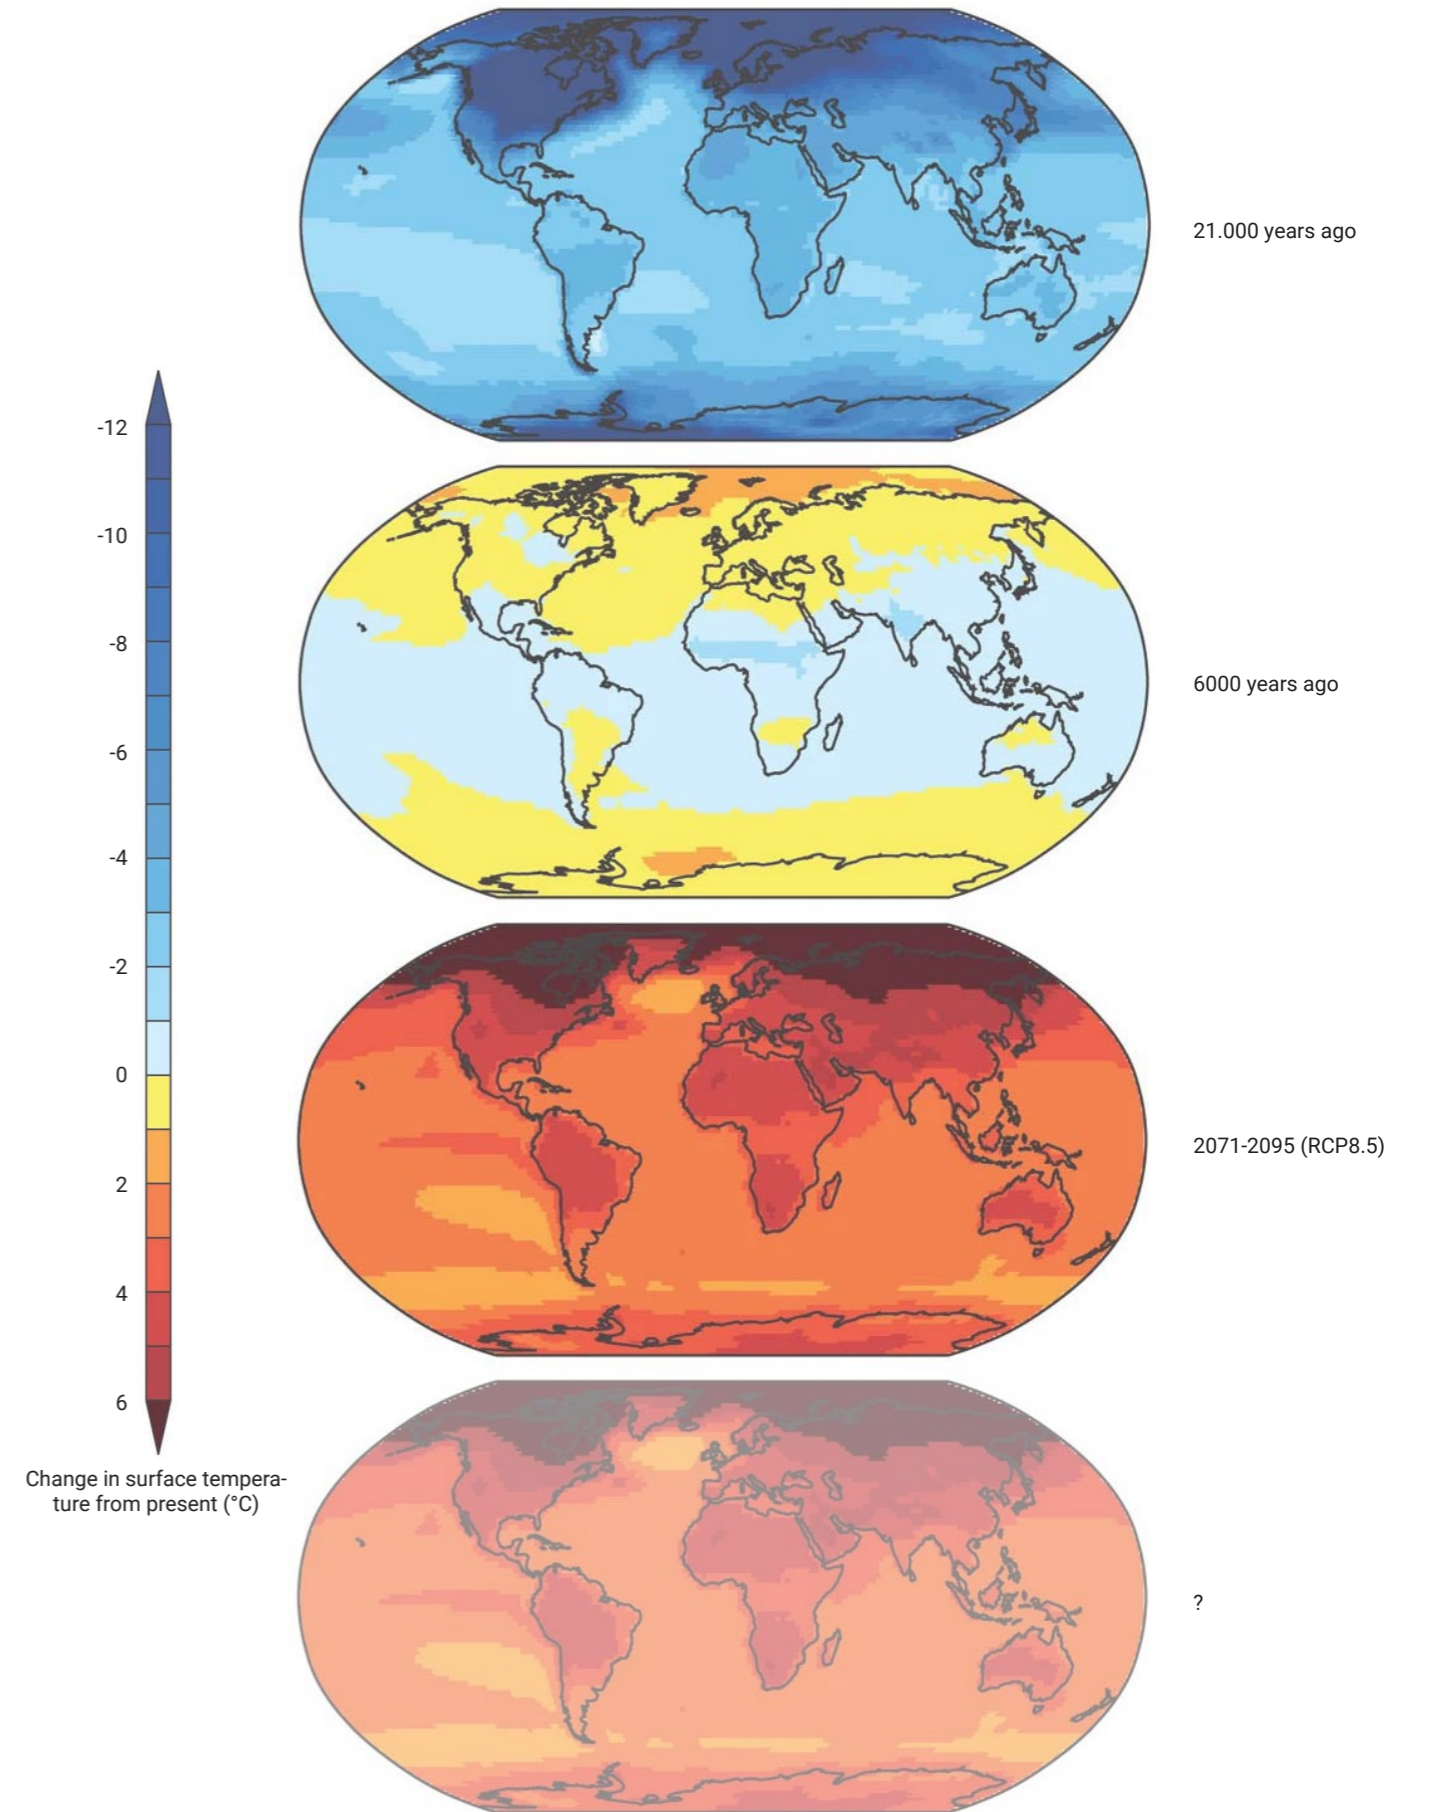 21.000 years ago
-12
-10
-8
-6
-4
-2
0
2
4
6
Change in surface tempera-
ture from present (°C)
6000 years ago
2071-2095 (RCP8.5)
?